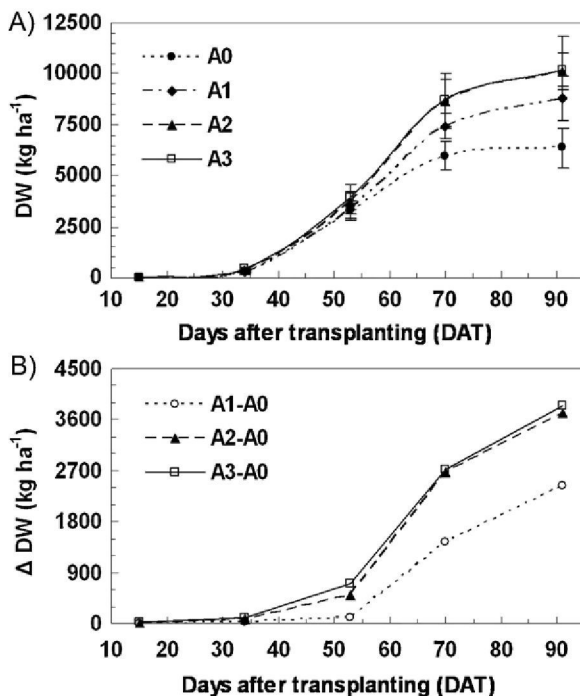 A)
12500
10000
7500
5000
2500
0
DW (kg ha⁻¹)
A0
A1
A2
A3
10 20 30 40 50 60 70 80 90
Days after transplanting (DAT)
B)
4500
3600
2700
1800
900
0
Δ DW (kg ha⁻¹)
A1-A0
A2-A0
A3-A0
10 20 30 40 50 60 70 80 90
Days after transplanting (DAT)